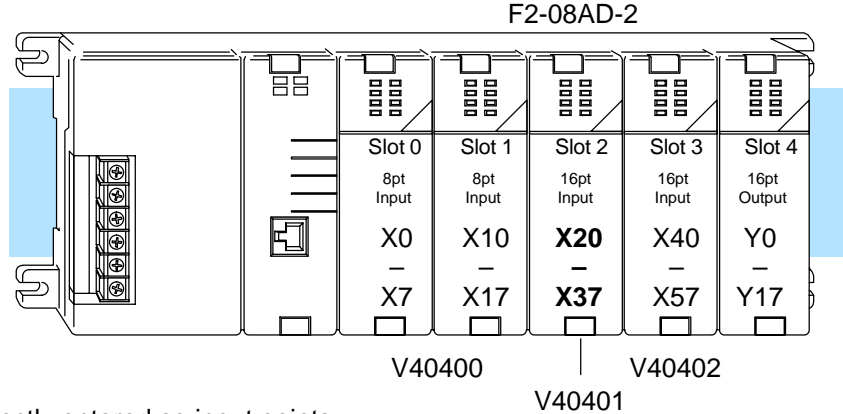 F2-08AD-2
Slot 0 Slot 1 Slot 2 Slot 3 Slot 4
8pt 8pt 16pt 16pt 16pt
Input Input Input Input Output
X0 X10 X20 X40 Y0
– – – – –
X7 X17 X37 X57 Y17
V40400 V40402
V40401